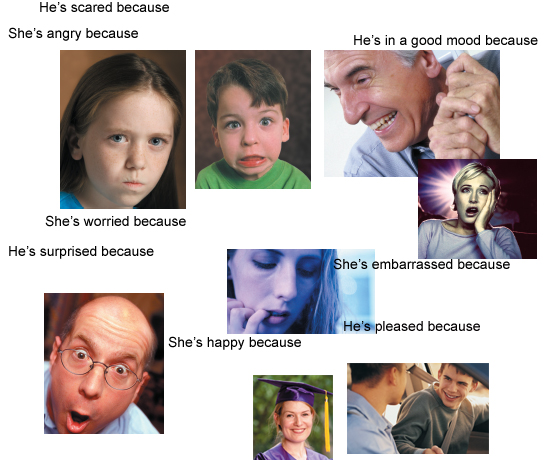 He's scared because
She's angry because
He's in a good mood because
She's worried because
He's surprised because
She's embarrassed because
He's pleased because
She's happy because